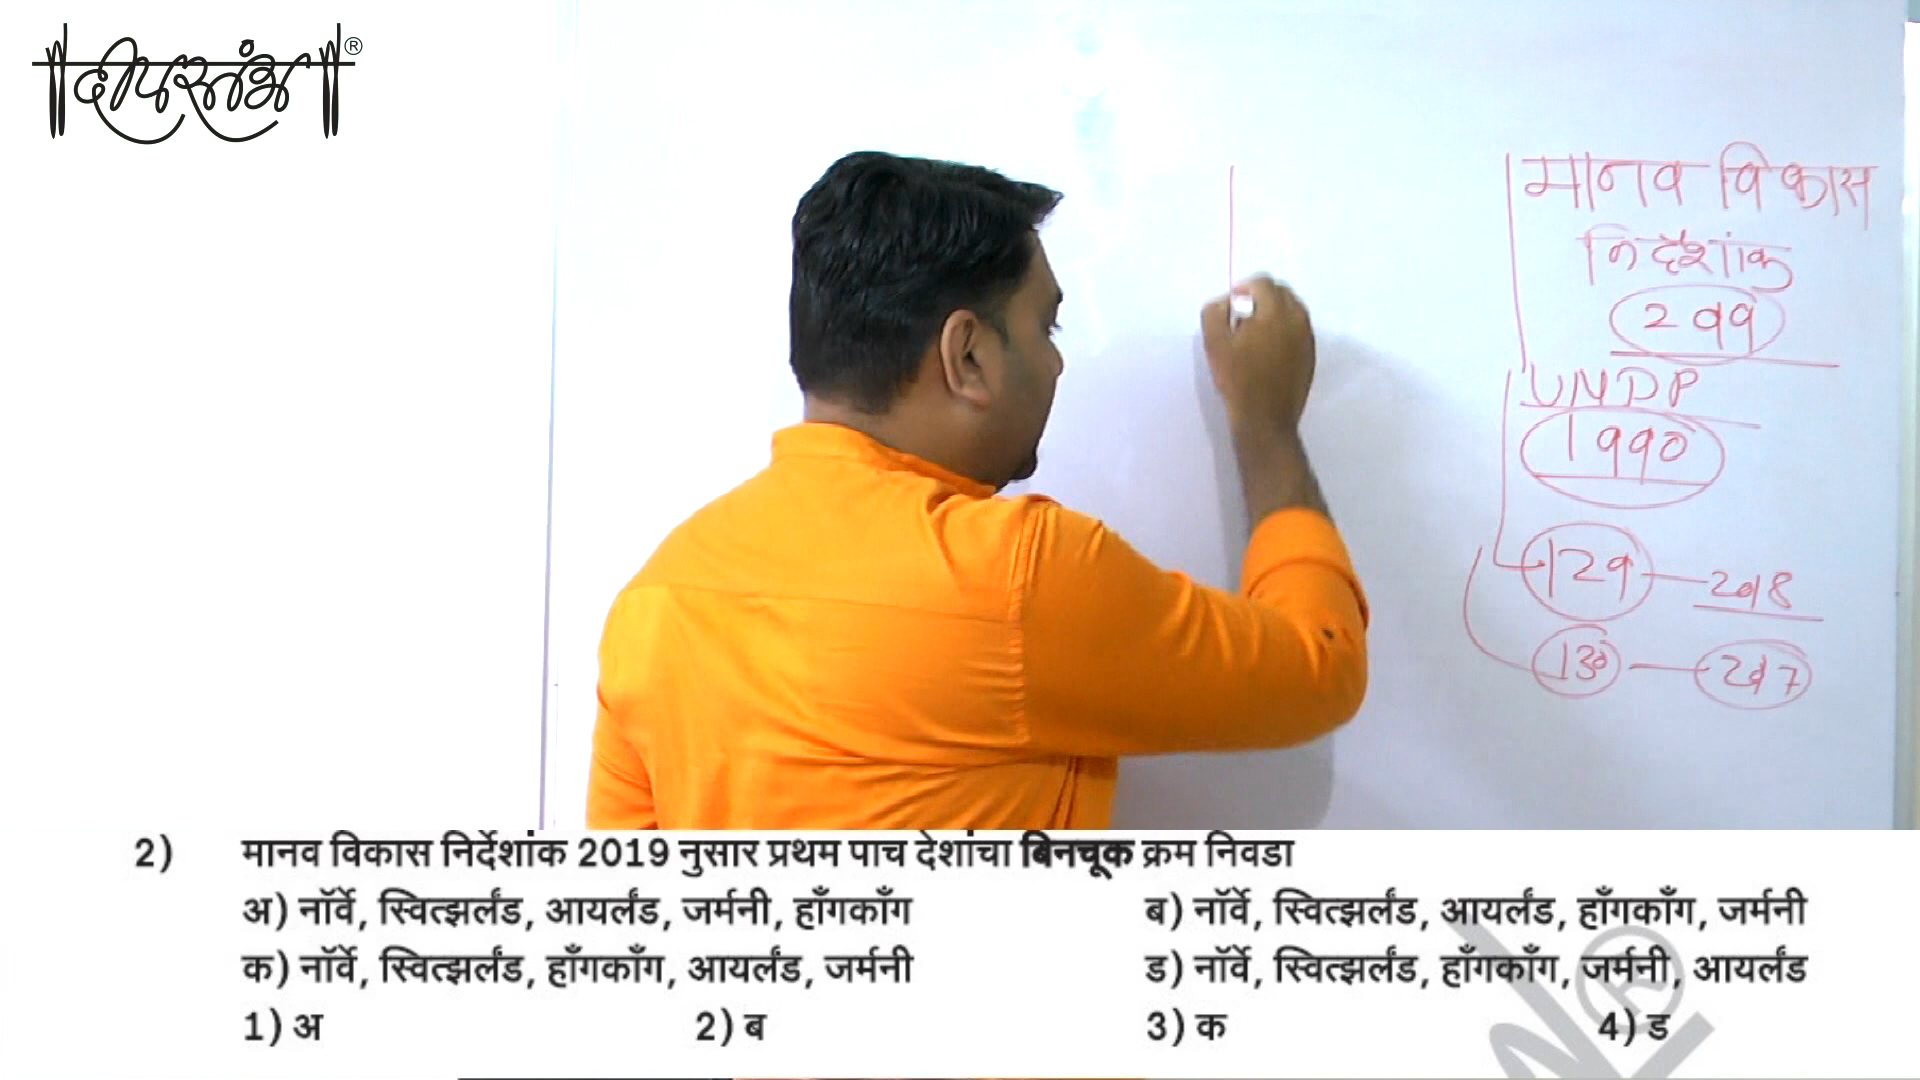 ॥दीपस्तंभ॥®
मानव विकास
निर्देशांक
2019
UNDP
1990
129 — 2018
130 — 2017
2) मानव विकास निर्देशांक 2019 नुसार प्रथम पाच देशांचा बिनचूक क्रम निवडा
अ) नॉर्वे, स्वित्झर्लंड, आयर्लंड, जर्मनी, हाँगकाँग
ब) नॉर्वे, स्वित्झर्लंड, आयर्लंड, हाँगकाँग, जर्मनी
क) नॉर्वे, स्वित्झर्लंड, हाँगकाँग, आयर्लंड, जर्मनी
ड) नॉर्वे, स्वित्झर्लंड, हाँगकाँग, जर्मनी, आयर्लंड
1) अ 2) ब 3) क 4) ड